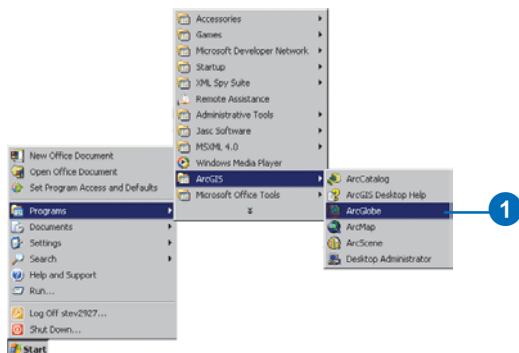 Accessories
Games
Microsoft Developer Network
Startup
XML Spy Suite
Remote Assistance
Administrative Tools
Jasc Software
MSXML 4.0
Windows Media Player
ArcGIS
Microsoft Office Tools
New Office Document
Open Office Document
Set Program Access and Defaults
Programs
Documents
Settings
Search
Help and Support
Run...
Log Off stev2927...
Shut Down...
Start
ArcCatalog
ArcGIS Desktop Help
ArcGlobe
ArcMap
ArcScene
Desktop Administrator
1